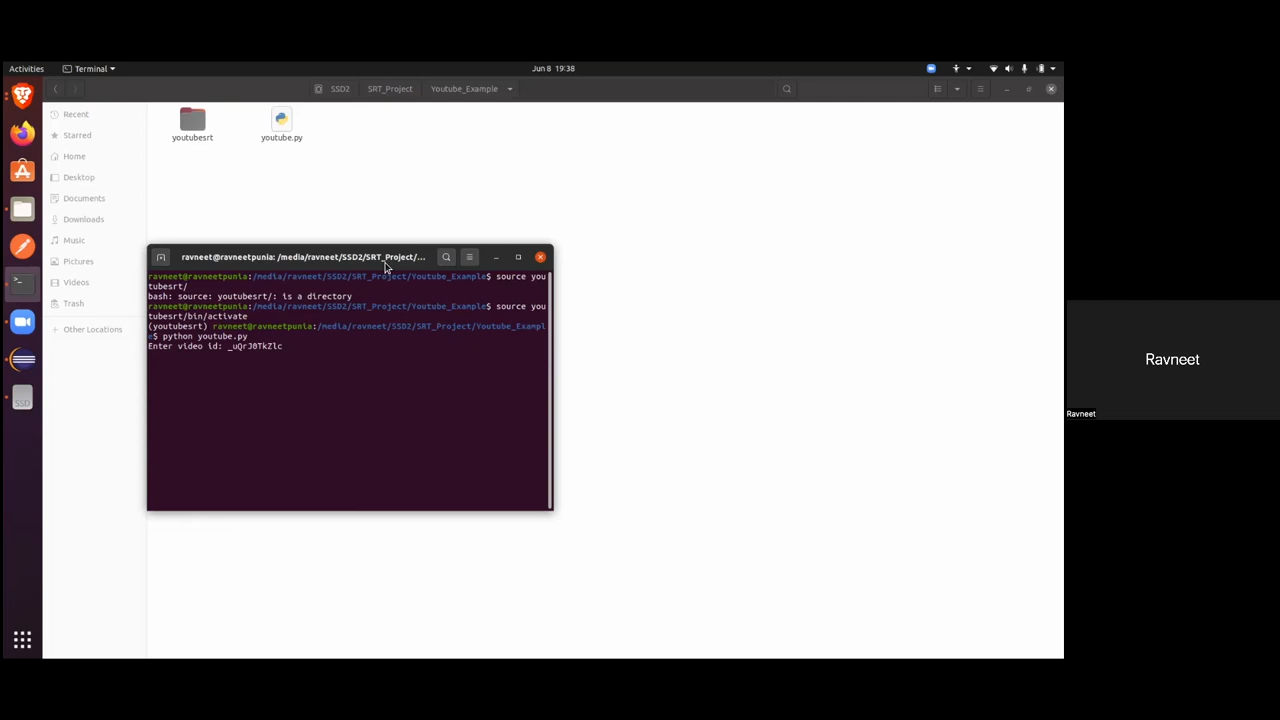 Activities
Terminal
Jun 8 19:38
SSD2
SRT_Project
Youtube_Example
Recent
Starred
Home
Desktop
Documents
Downloads
Music
Pictures
Videos
Trash
Other Locations
youtubesrt
youtube.py
ravneet@ravneetpunia: /media/ravneet/SSD2/SRT_Project/...
ravneet@ravneetpunia:/media/ravneet/SSD2/SRT_Project/Youtube_Example$ source you
tubesrt/
bash: source: youtubesrt/: is a directory
ravneet@ravneetpunia:/media/ravneet/SSD2/SRT_Project/Youtube_Example$ source you
tubesrt/bin/activate
(youtubesrt) ravneet@ravneetpunia:/media/ravneet/SSD2/SRT_Project/Youtube_Exampl
e$ python youtube.py
Enter video id: _uQrJ0TkZlc
SSD
Ravneet
Ravneet